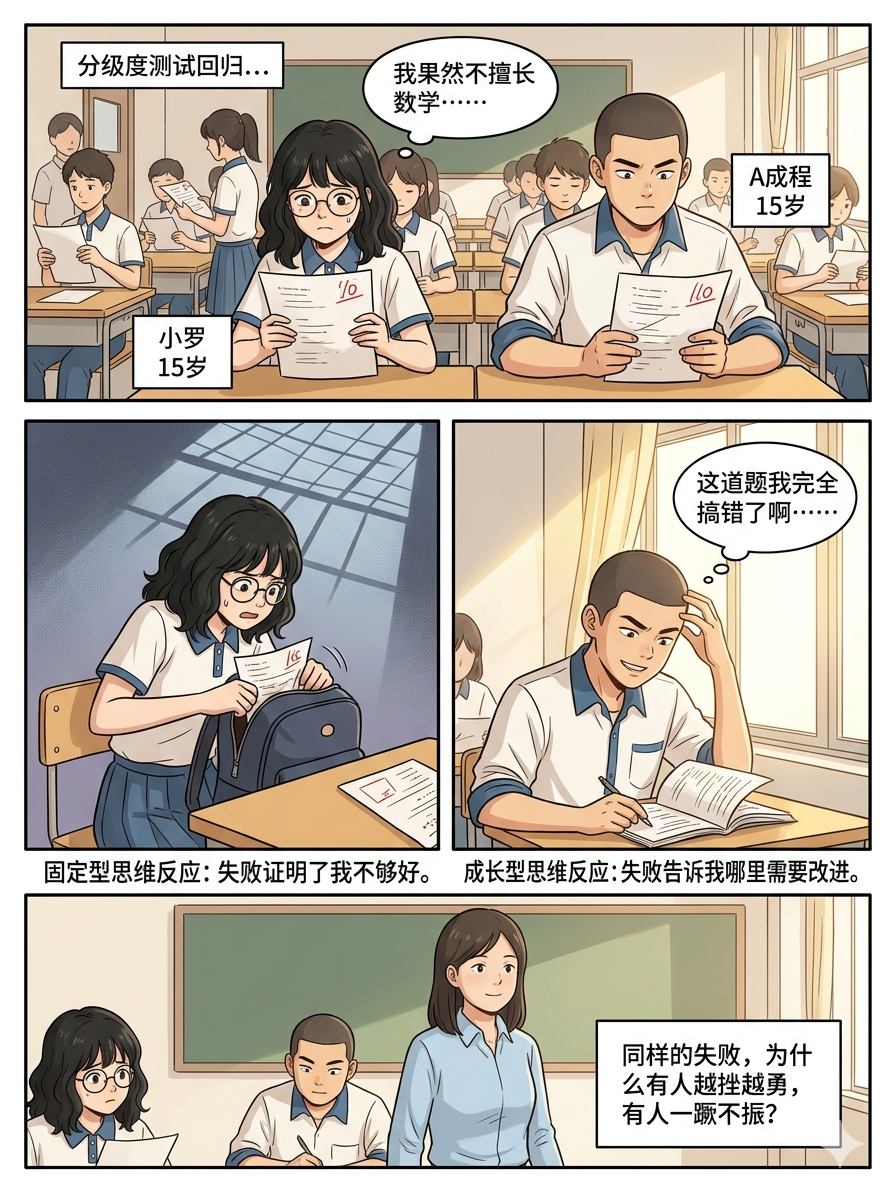 分级度测试回归...
我果然不擅长
数学……
A成程
15岁
小罗
15岁
这道题我完全
搞错了啊……
固定型思维反应：失败证明了我不够好。
成长型思维反应：失败告诉我哪里需要改进。
同样的失败，为什
么有人越挫越勇，
有人一蹶不振？